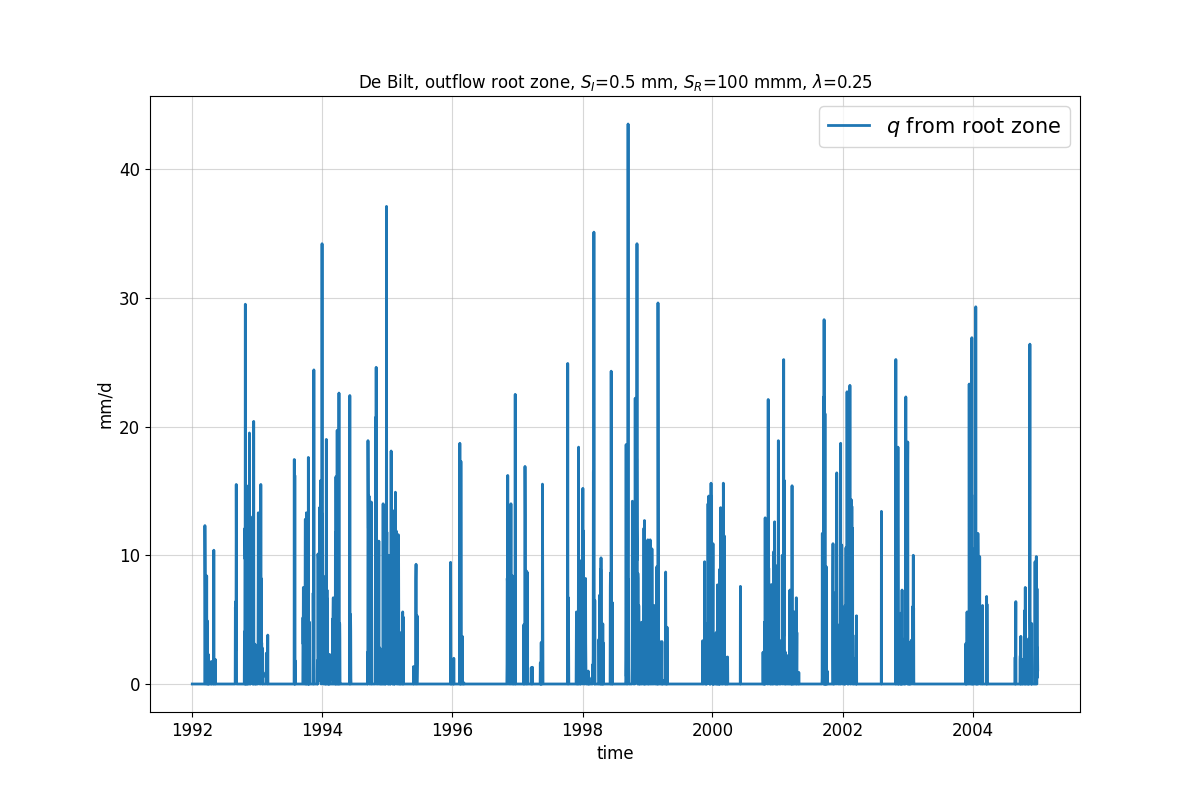 De Bilt, outflow root zone, $S_I$=0.5 mm, $S_R$=100 mmm, λ=0.25
q from root zone
mm/d
40
30
20
10
0
1992 1994 1996 1998 2000 2002 2004
time